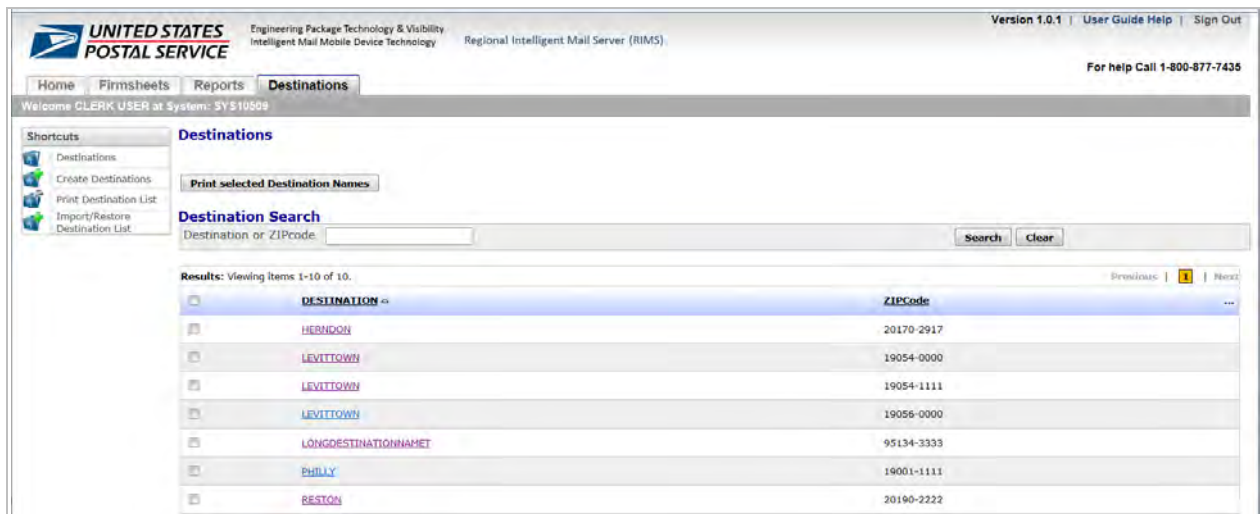 Version 1.0.1 | User Guide Help | Sign Out
UNITED STATES
POSTAL SERVICE
Engineering Package Technology & Visibility
Intelligent Mail Mobile Device Technology
Regional Intelligent Mail Server (RIMS)
For help Call 1-800-877-7435
Home Firmsheets Reports Destinations
Welcome CLERK USER at System: SYS10509
Shortcuts
Destinations
Create Destinations
Print Destination List
Import/Restore
Destination List
Destinations
Print selected Destination Names
Destination Search
Destination or ZIPcode Search Clear
Results: Viewing items 1-10 of 10. Previous | 1 | Next
DESTINATION ZIPCode ...
HERNDON 20170-2917
LEVITTOWN 19054-0000
LEVITTOWN 19054-1111
LEVITTOWN 19056-0000
LONGDESTINATIONNAMET 95134-3333
PHILLY 19001-1111
RESTON 20190-2222